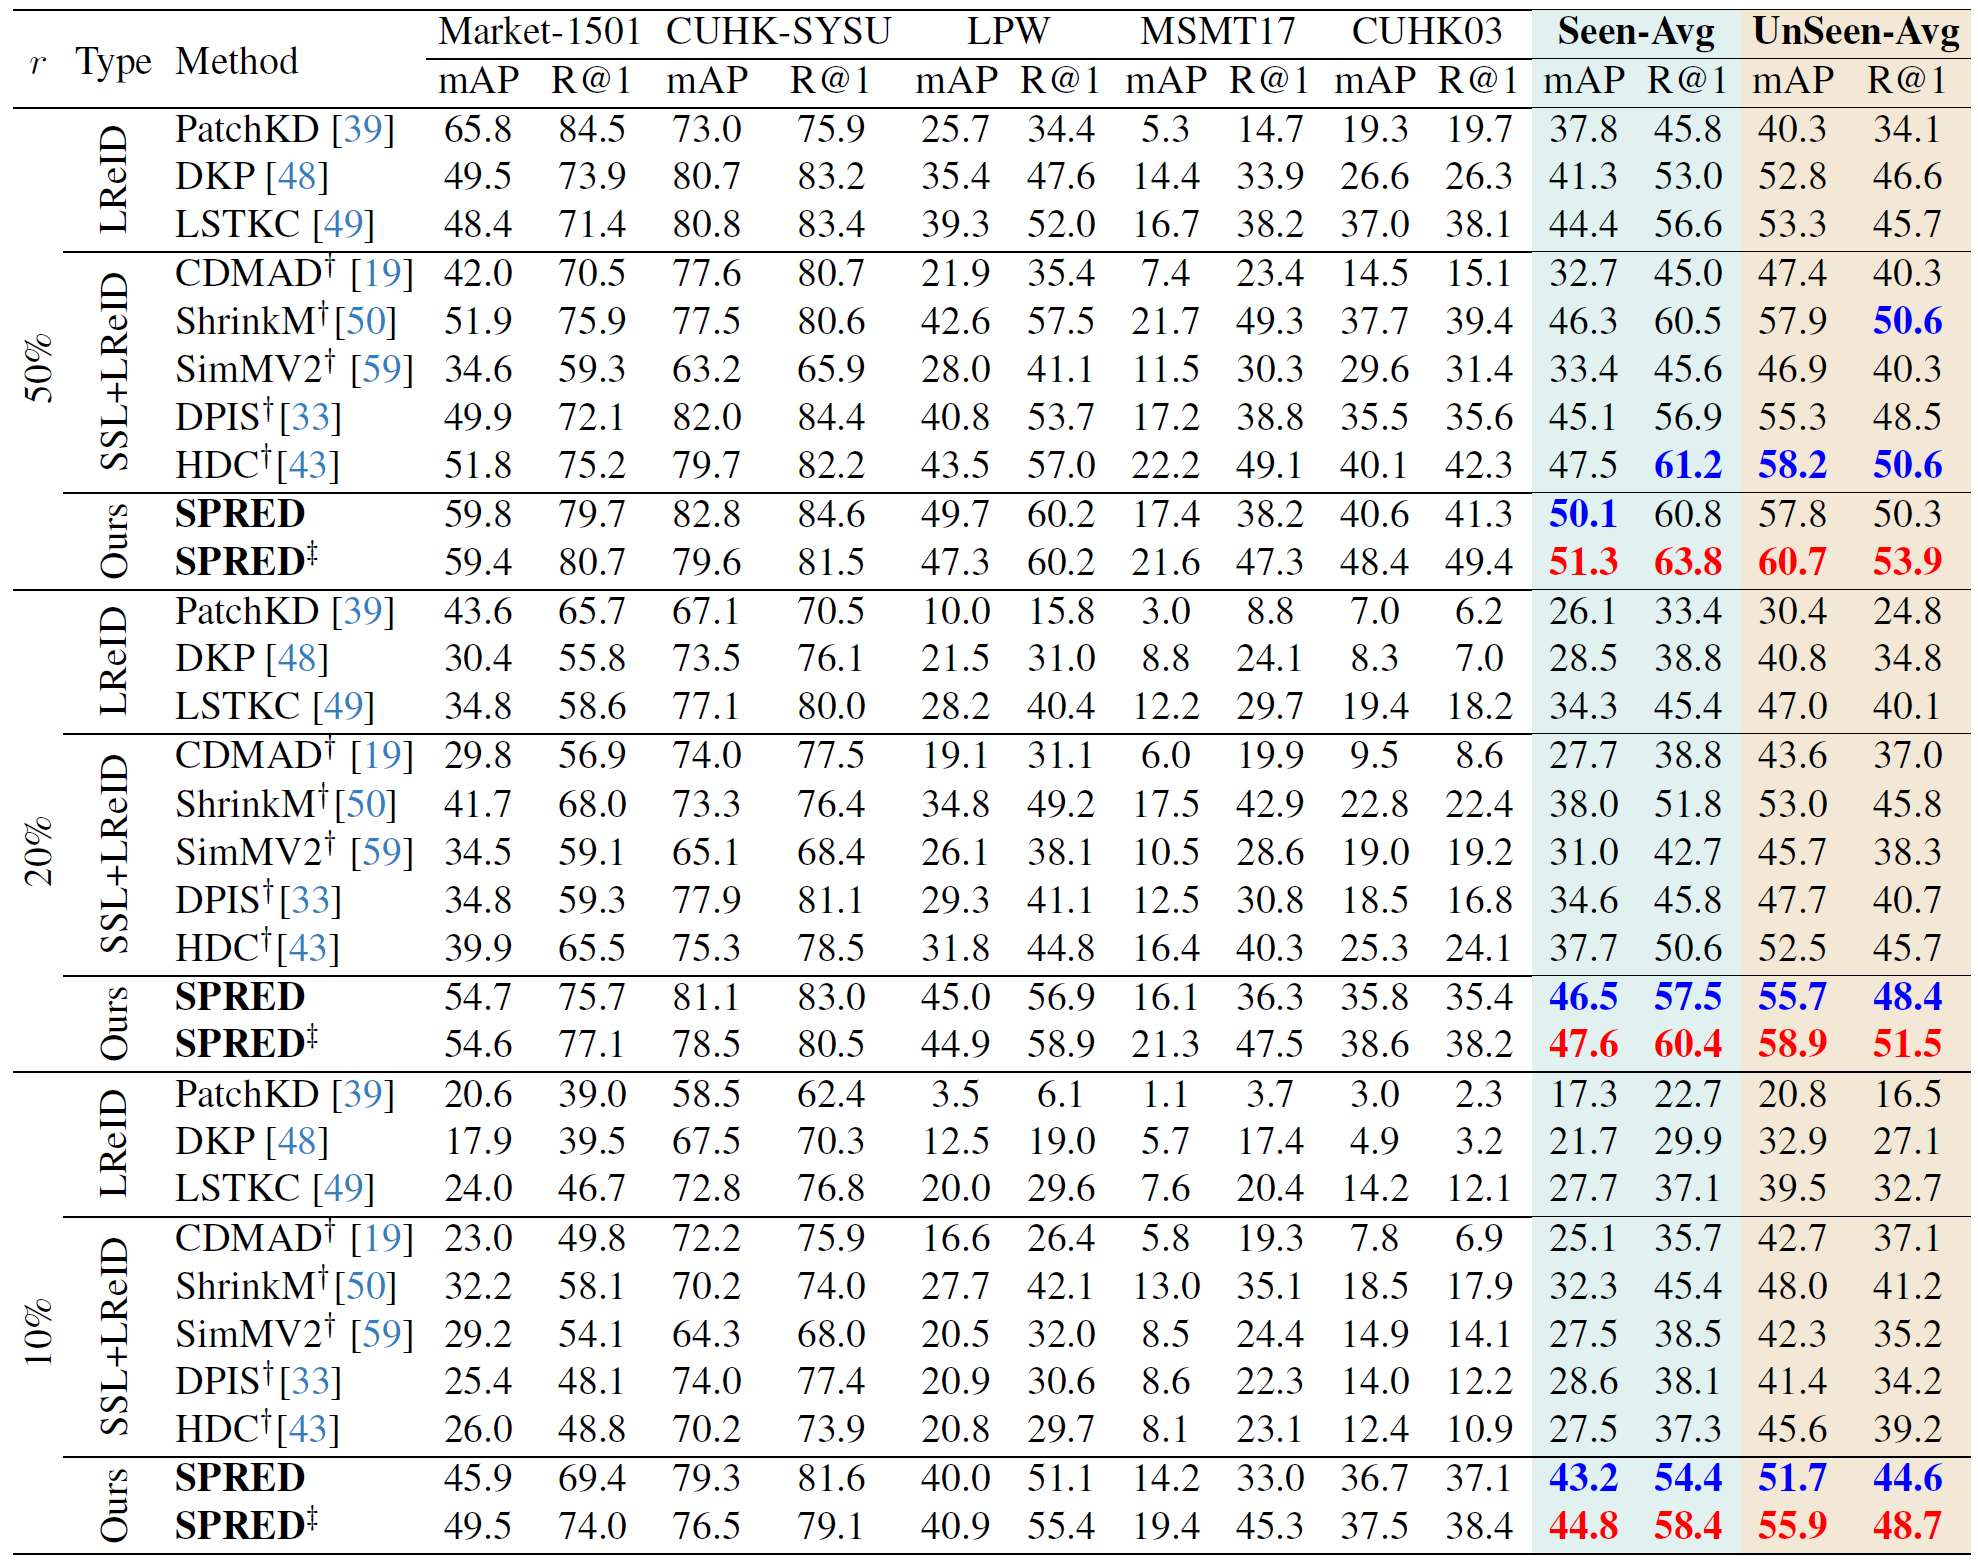 r Type Method Market-1501 CUHK-SYSU LPW MSMT17 CUHK03 Seen-Avg UnSeen-Avg
mAP R@1 mAP R@1 mAP R@1 mAP R@1 mAP R@1 mAP R@1 mAP R@1
50%
LReID
PatchKD [39] 65.8 84.5 73.0 75.9 25.7 34.4 5.3 14.7 19.3 19.7 37.8 45.8 40.3 34.1
DKP [48] 49.5 73.9 80.7 83.2 35.4 47.6 14.4 33.9 26.6 26.3 41.3 53.0 52.8 46.6
LSTKC [49] 48.4 71.4 80.8 83.4 39.3 52.0 16.7 38.2 37.0 38.1 44.4 56.6 53.3 45.7
SSL+LReID
CDMAD† [19] 42.0 70.5 77.6 80.7 21.9 35.4 7.4 23.4 14.5 15.1 32.7 45.0 47.4 40.3
ShrinkM†[50] 51.9 75.9 77.5 80.6 42.6 57.5 21.7 49.3 37.7 39.4 46.3 60.5 57.9 50.6
SimMV2† [59] 34.6 59.3 63.2 65.9 28.0 41.1 11.5 30.3 29.6 31.4 33.4 45.6 46.9 40.3
DPIS†[33] 49.9 72.1 82.0 84.4 40.8 53.7 17.2 38.8 35.5 35.6 45.1 56.9 55.3 48.5
HDC†[43] 51.8 75.2 79.7 82.2 43.5 57.0 22.2 49.1 40.1 42.3 47.5 61.2 58.2 50.6
Ours
SPRED 59.8 79.7 82.8 84.6 49.7 60.2 17.4 38.2 40.6 41.3 50.1 60.8 57.8 50.3
SPRED‡ 59.4 80.7 79.6 81.5 47.3 60.2 21.6 47.3 48.4 49.4 51.3 63.8 60.7 53.9
20%
LReID
PatchKD [39] 43.6 65.7 67.1 70.5 10.0 15.8 3.0 8.8 7.0 6.2 26.1 33.4 30.4 24.8
DKP [48] 30.4 55.8 73.5 76.1 21.5 31.0 8.8 24.1 8.3 7.0 28.5 38.8 40.8 34.8
LSTKC [49] 34.8 58.6 77.1 80.0 28.2 40.4 12.2 29.7 19.4 18.2 34.3 45.4 47.0 40.1
SSL+LReID
CDMAD† [19] 29.8 56.9 74.0 77.5 19.1 31.1 6.0 19.9 9.5 8.6 27.7 38.8 43.6 37.0
ShrinkM†[50] 41.7 68.0 73.3 76.4 34.8 49.2 17.5 42.9 22.8 22.4 38.0 51.8 53.0 45.8
SimMV2† [59] 34.5 59.1 65.1 68.4 26.1 38.1 10.5 28.6 19.0 19.2 31.0 42.7 45.7 38.3
DPIS†[33] 34.8 59.3 77.9 81.1 29.3 41.1 12.5 30.8 18.5 16.8 34.6 45.8 47.7 40.7
HDC†[43] 39.9 65.5 75.3 78.5 31.8 44.8 16.4 40.3 25.3 24.1 37.7 50.6 52.5 45.7
Ours
SPRED 54.7 75.7 81.1 83.0 45.0 56.9 16.1 36.3 35.8 35.4 46.5 57.5 55.7 48.4
SPRED‡ 54.6 77.1 78.5 80.5 44.9 58.9 21.3 47.5 38.6 38.2 47.6 60.4 58.9 51.5
10%
LReID
PatchKD [39] 20.6 39.0 58.5 62.4 3.5 6.1 1.1 3.7 3.0 2.3 17.3 22.7 20.8 16.5
DKP [48] 17.9 39.5 67.5 70.3 12.5 19.0 5.7 17.4 4.9 3.2 21.7 29.9 32.9 27.1
LSTKC [49] 24.0 46.7 72.8 76.8 20.0 29.6 7.6 20.4 14.2 12.1 27.7 37.1 39.5 32.7
SSL+LReID
CDMAD† [19] 23.0 49.8 72.2 75.9 16.6 26.4 5.8 19.3 7.8 6.9 25.1 35.7 42.7 37.1
ShrinkM†[50] 32.2 58.1 70.2 74.0 27.7 42.1 13.0 35.1 18.5 17.9 32.3 45.4 48.0 41.2
SimMV2† [59] 29.2 54.1 64.3 68.0 20.5 32.0 8.5 24.4 14.9 14.1 27.5 38.5 42.3 35.2
DPIS†[33] 25.4 48.1 74.0 77.4 20.9 30.6 8.6 22.3 14.0 12.2 28.6 38.1 41.4 34.2
HDC†[43] 26.0 48.8 70.2 73.9 20.8 29.7 8.1 23.1 12.4 10.9 27.5 37.3 45.6 39.2
Ours
SPRED 45.9 69.4 79.3 81.6 40.0 51.1 14.2 33.0 36.7 37.1 43.2 54.4 51.7 44.6
SPRED‡ 49.5 74.0 76.5 79.1 40.9 55.4 19.4 45.3 37.5 38.4 44.8 58.4 55.9 48.7